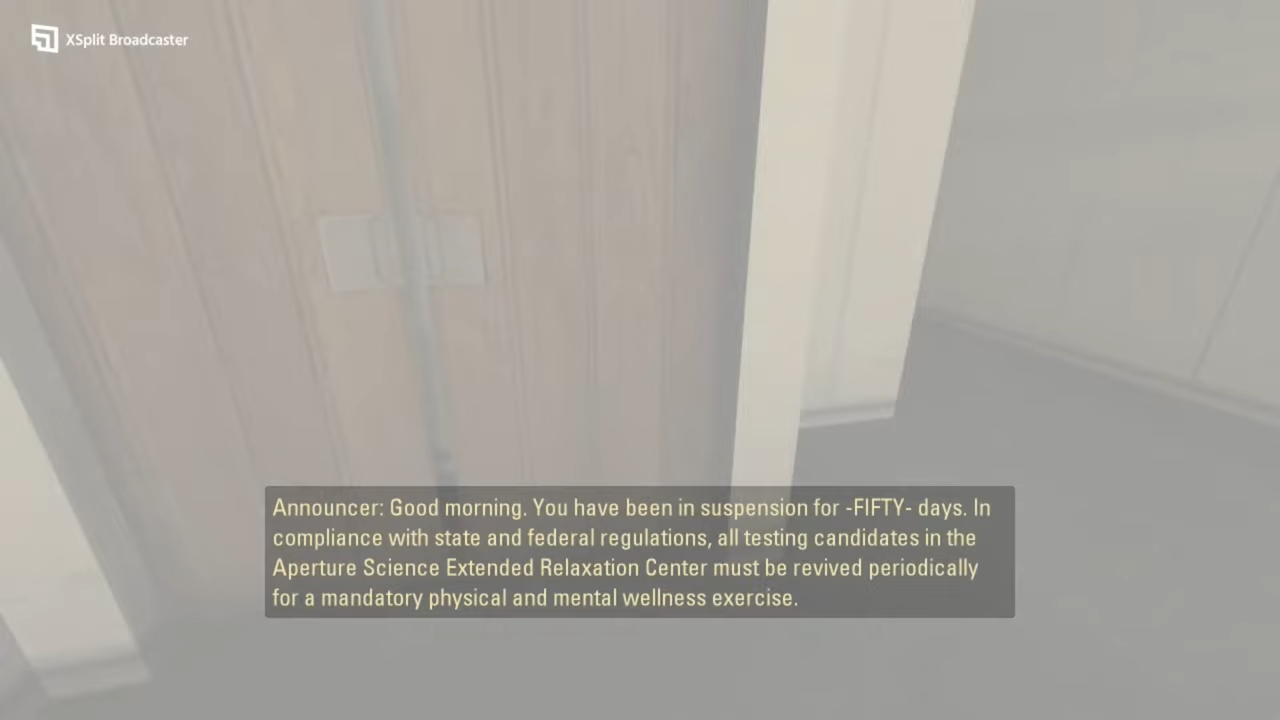 XSplit Broadcaster
Announcer: Good morning. You have been in suspension for -FIFTY- days. In
compliance with state and federal regulations, all testing candidates in the
Aperture Science Extended Relaxation Center must be revived periodically
for a mandatory physical and mental wellness exercise.